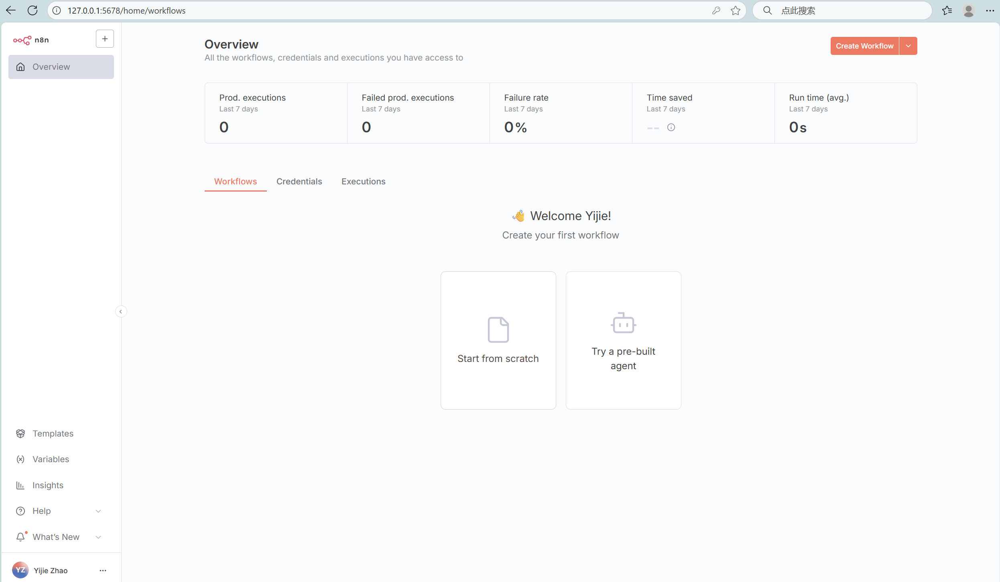 127.0.0.1:5678/home/workflows
点此搜索
n8n
Overview
Templates
Variables
Insights
Help
What's New
YZ
Yijie Zhao
Overview
All the workflows, credentials and executions you have access to
Create Workflow
Prod. executions
Last 7 days
0
Failed prod. executions
Last 7 days
0
Failure rate
Last 7 days
0%
Time saved
Last 7 days
--
Run time (avg.)
Last 7 days
0s
Workflows
Credentials
Executions
👋 Welcome Yijie!
Create your first workflow
Start from scratch
Try a pre-built
agent